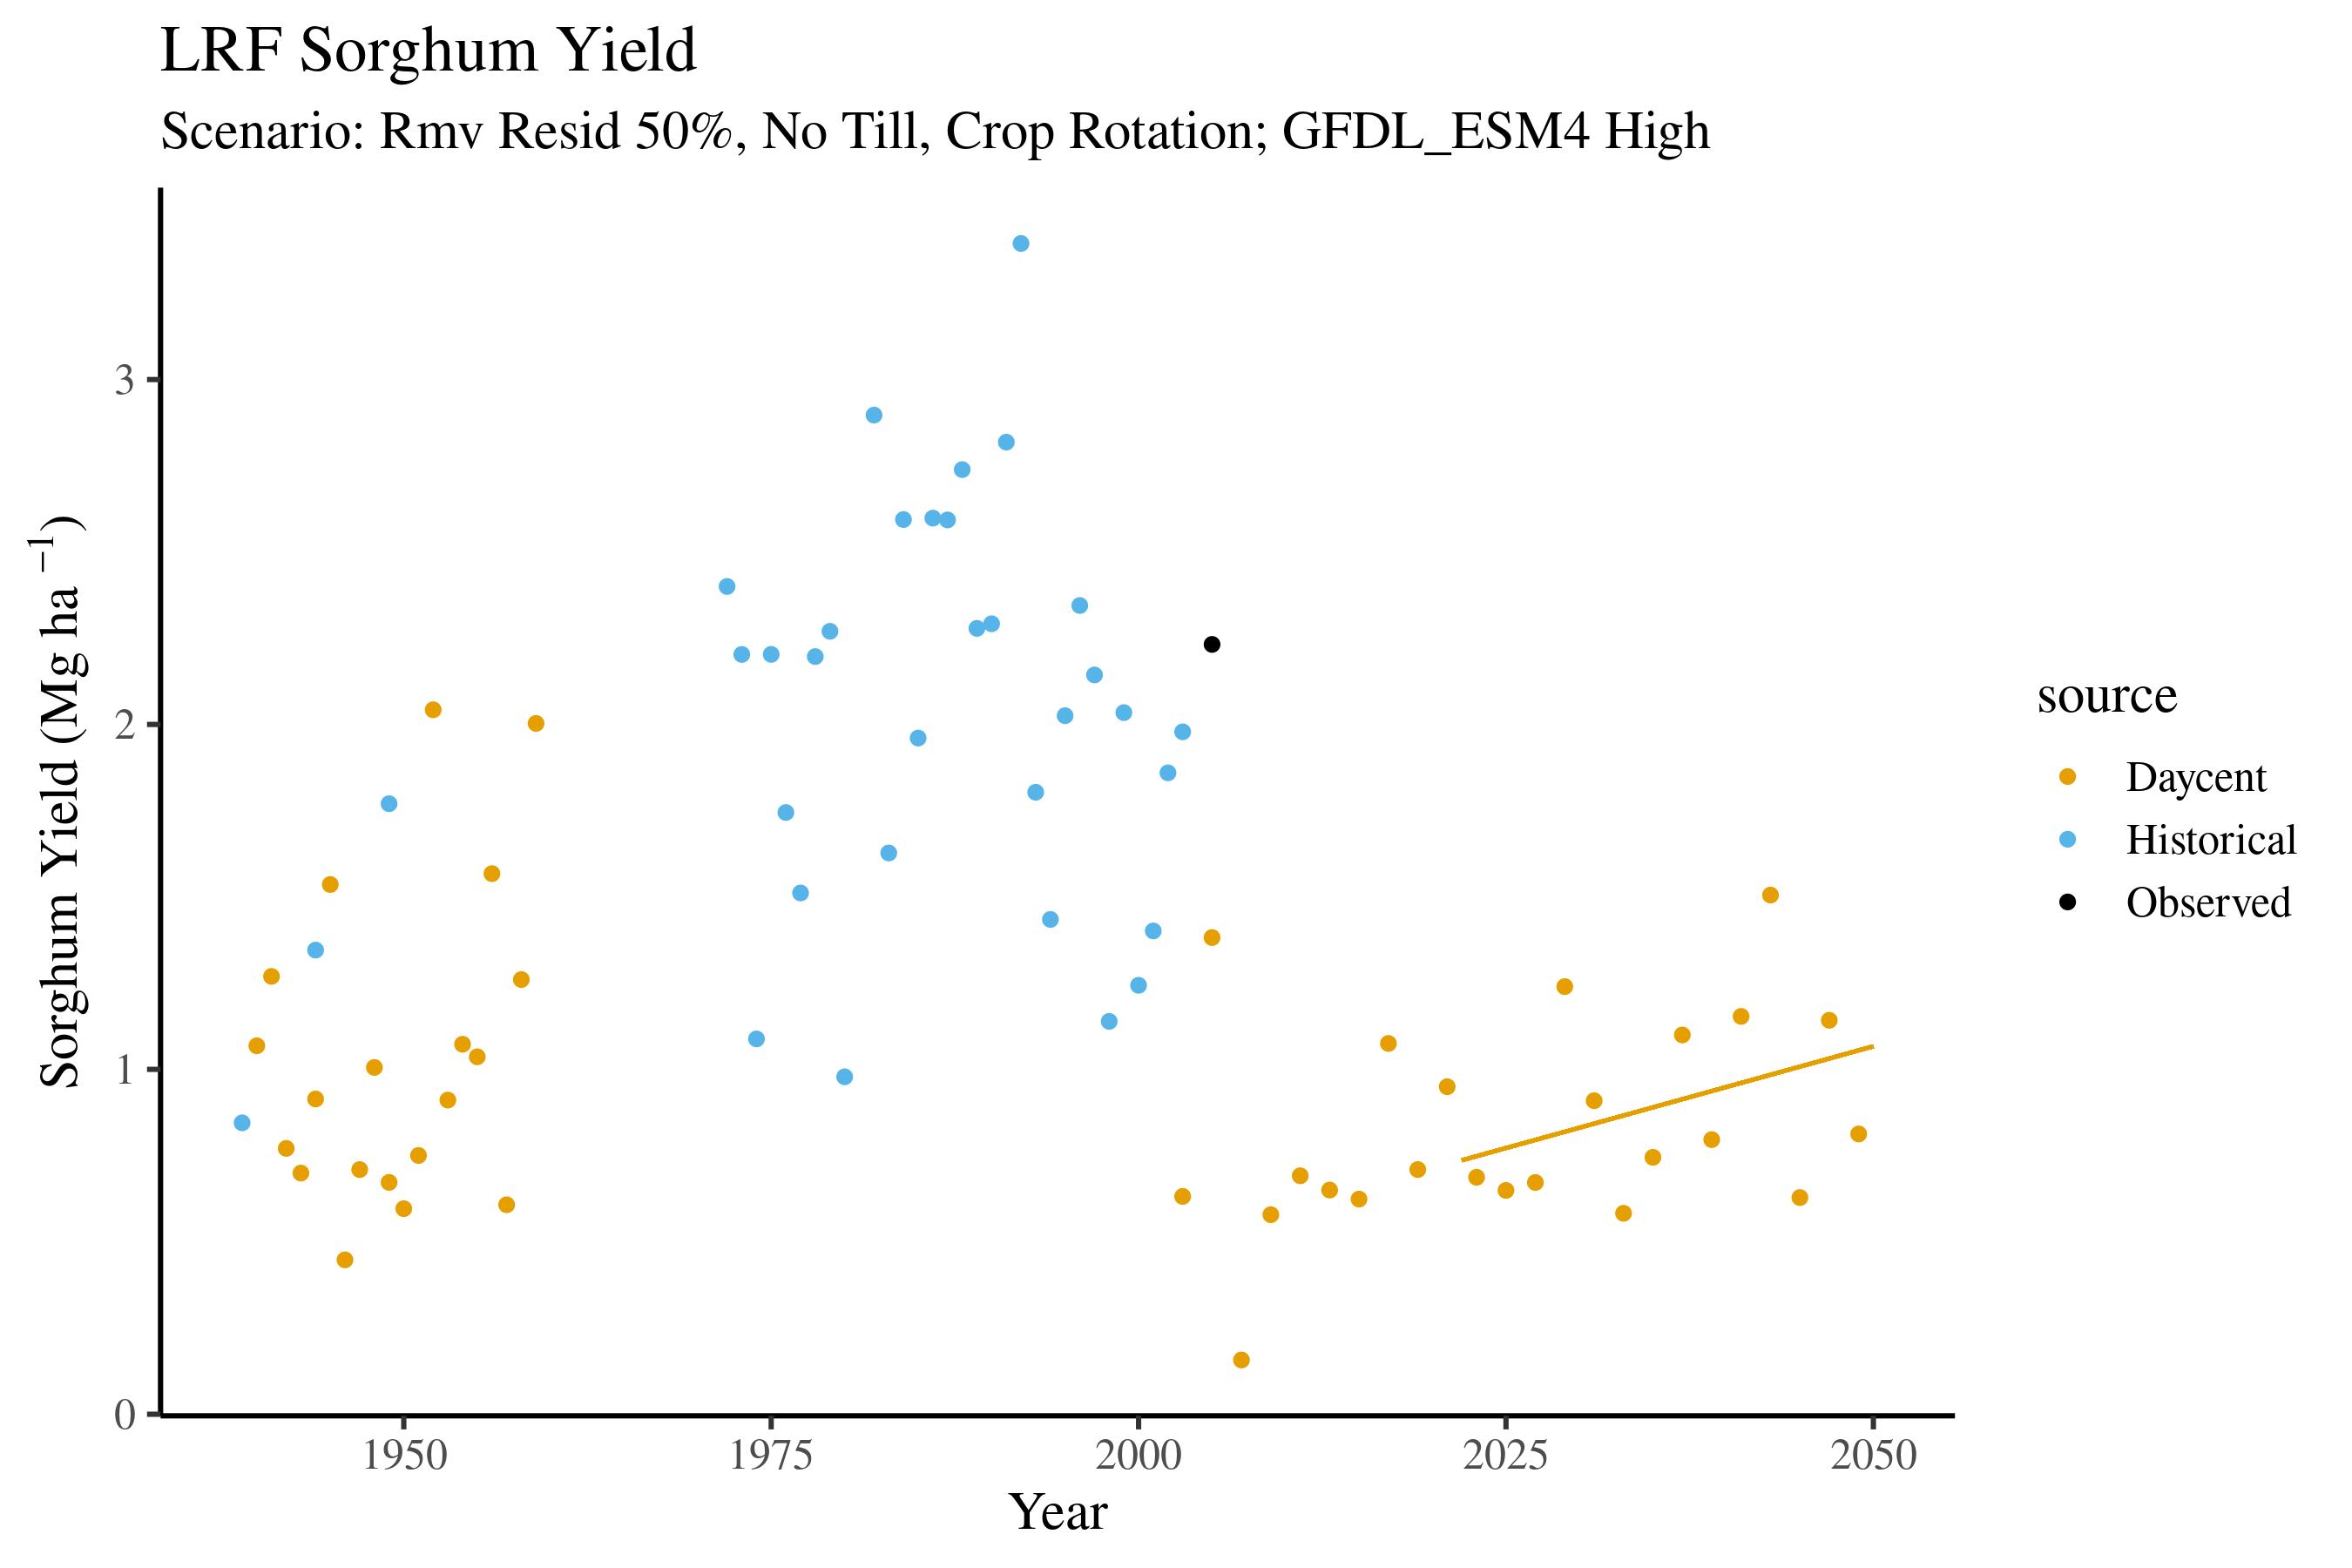 LRF Sorghum Yield
Scenario: Rmv Resid 50%, No Till, Crop Rotation; GFDL_ESM4 High
Sorghum Yield (Mg ha ⁻¹)
3
2
1
0
1950 1975 2000 2025 2050
Year
source
Daycent
Historical
Observed